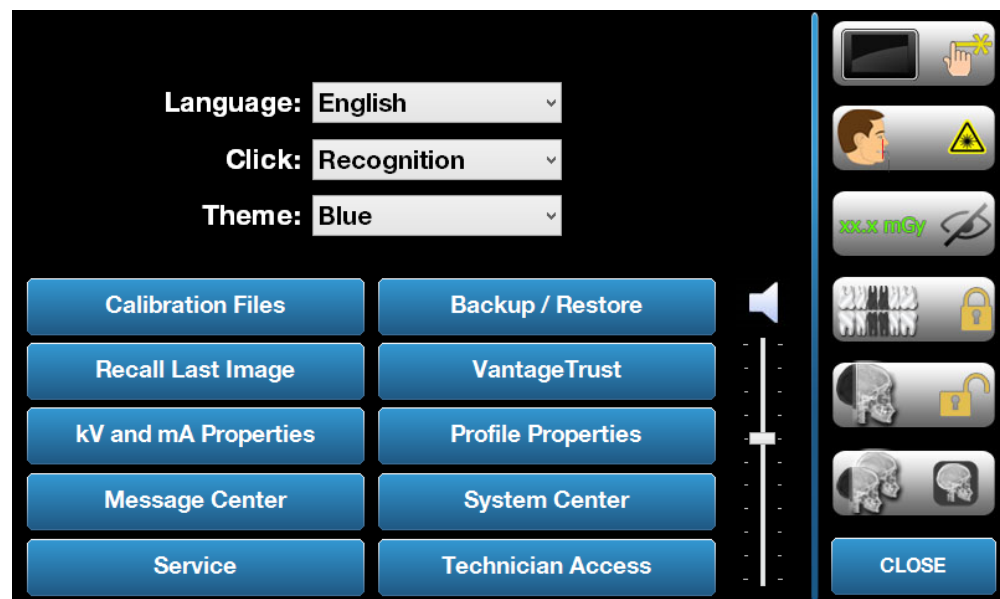 Language: English
Click: Recognition
Theme: Blue
Calibration Files
Backup / Restore
Recall Last Image
VantageTrust
kV and mA Properties
Profile Properties
Message Center
System Center
Service
Technician Access
xx.x mGy
CLOSE